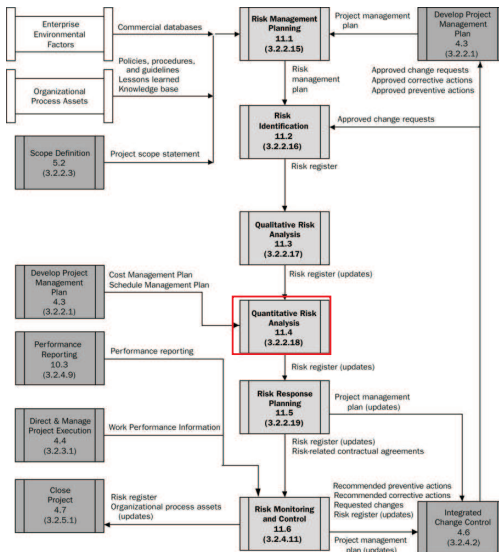 Enterprise
Environmental
Factors
Commercial databases
Risk Management
Planning
11.1
(3.2.2.15)
Project management
plan
Develop Project
Management
Plan
4.3
(3.2.2.1)
Policies, procedures,
and guidelines
Lessons learned
Knowledge base
Organizational
Process Assets
Risk
management
plan
Approved change requests
Approved corrective actions
Approved preventive actions
Risk
Identification
11.2
(3.2.2.16)
Approved change requests
Scope Definition
5.2
(3.2.2.3)
Project scope statement
Risk register
Qualitative Risk
Analysis
11.3
(3.2.2.17)
Develop Project
Management
Plan
4.3
(3.2.2.1)
Cost Management Plan
Schedule Management Plan
Risk register (updates)
Quantitative Risk
Analysis
11.4
(3.2.2.18)
Performance
Reporting
10.3
(3.2.4.9)
Performance reporting
Risk register (updates)
Risk Response
Planning
11.5
(3.2.2.19)
Project management
plan (updates)
Direct & Manage
Project Execution
4.4
(3.2.3.1)
Work Performance Information
Risk register (updates)
Risk-related contractual agreements
Close
Project
4.7
(3.2.5.1)
Risk register
Organizational process assets
(updates)
Risk Monitoring
and Control
11.6
(3.2.4.11)
Recommended preventive actions
Recommended corrective actions
Requested changes
Risk register (updates)
Project management
plan (updates)
Integrated
Change Control
4.6
(3.2.4.2)